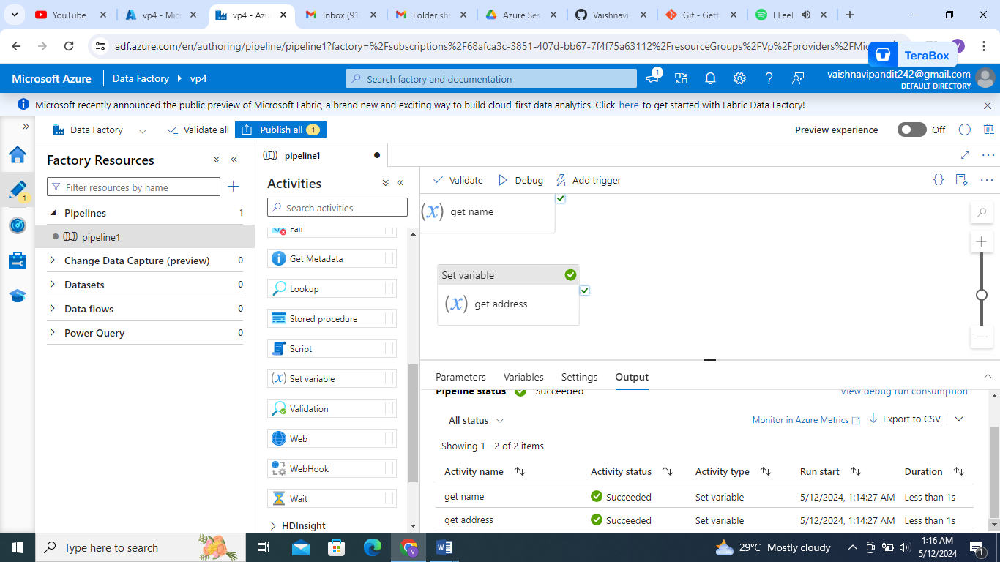 YouTube
vp4 - Mic
vp4 - Azu
Inbox (91
Folder sha
Azure Ses
Vaishnavi
Git - Gett
I Feel
adf.azure.com/en/authoring/pipeline/pipeline1?factory=%2Fsubscriptions%2F68afca3c-3851-407d-bb67-7f4f75a63112%2FresourceGroups%2FVp%2Fproviders%2FMic
TeraBox
Microsoft Azure
Data Factory
vp4
Search factory and documentation
1
vaishnavipandit242@gmail.com
DEFAULT DIRECTORY
Microsoft recently announced the public preview of Microsoft Fabric, a brand new and exciting way to build cloud-first data analytics. Click here to get started with Fabric Data Factory!
Data Factory
Validate all
Publish all 1
Preview experience
Off
Factory Resources
Filter resources by name
1
Pipelines 1
pipeline1
Change Data Capture (preview) 0
Datasets 0
Data flows 0
Power Query 0
pipeline1
Activities
Search activities
Fail
Get Metadata
Lookup
Stored procedure
Script
(x) Set variable
Validation
Web
WebHook
Wait
HDInsight
Validate
Debug
Add trigger
{}
(x) get name
Set variable
(x) get address
Parameters
Variables
Settings
Output
Pipeline status Succeeded
View debug run consumption
All status
Monitor in Azure Metrics
Export to CSV
Showing 1 - 2 of 2 items
Activity name Activity status Activity type Run start Duration
get name Succeeded Set variable 5/12/2024, 1:14:27 AM Less than 1s
get address Succeeded Set variable 5/12/2024, 1:14:27 AM Less than 1s
Type here to search
29°C Mostly cloudy
1:16 AM
5/12/2024
1